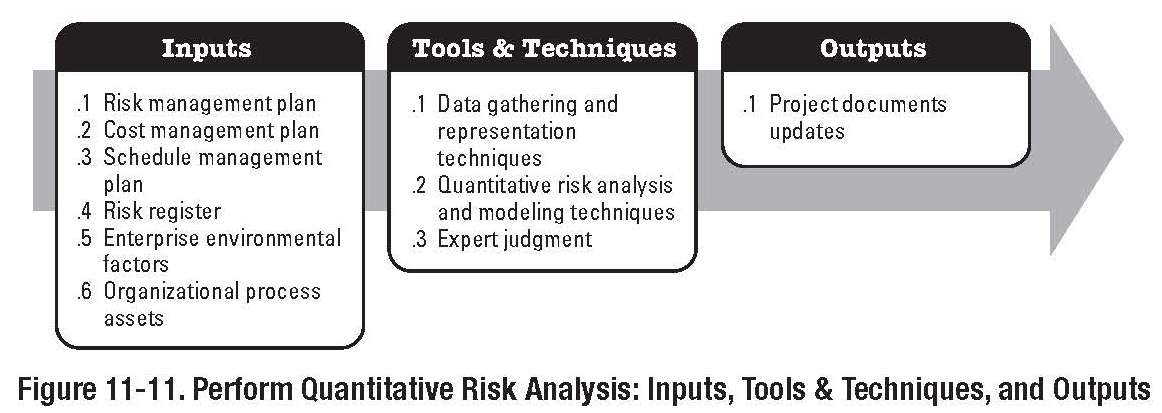 Inputs
.1 Risk management plan
.2 Cost management plan
.3 Schedule management
plan
.4 Risk register
.5 Enterprise environmental
factors
.6 Organizational process
assets
Tools & Techniques
.1 Data gathering and
representation
techniques
.2 Quantitative risk analysis
and modeling techniques
.3 Expert judgment
Outputs
.1 Project documents
updates
Figure 11-11. Perform Quantitative Risk Analysis: Inputs, Tools & Techniques, and Outputs